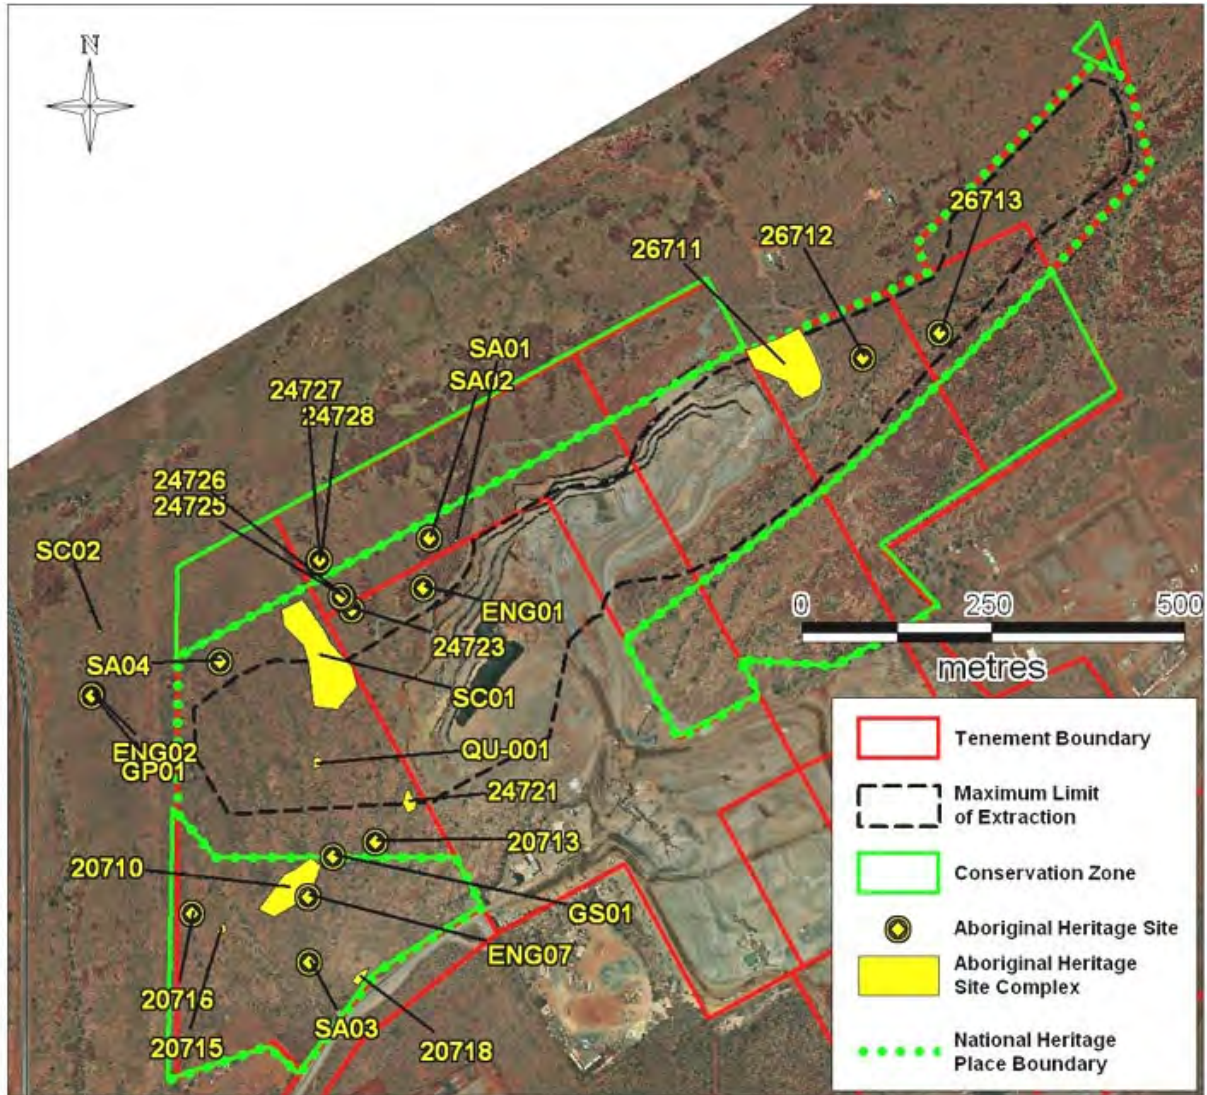 N
26713
26712
26711
SA01
SA02
24727
24728
24726
24725
SC02
ENG01
24723
SA04
SC01
ENG02
GP01
QU-001
24721
20713
20710
GS01
ENG07
20716
20715
SA03
20718
0 250 500
metres
Tenement Boundary
Maximum Limit
of Extraction
Conservation Zone
Aboriginal Heritage Site
Aboriginal Heritage
Site Complex
National Heritage
Place Boundary